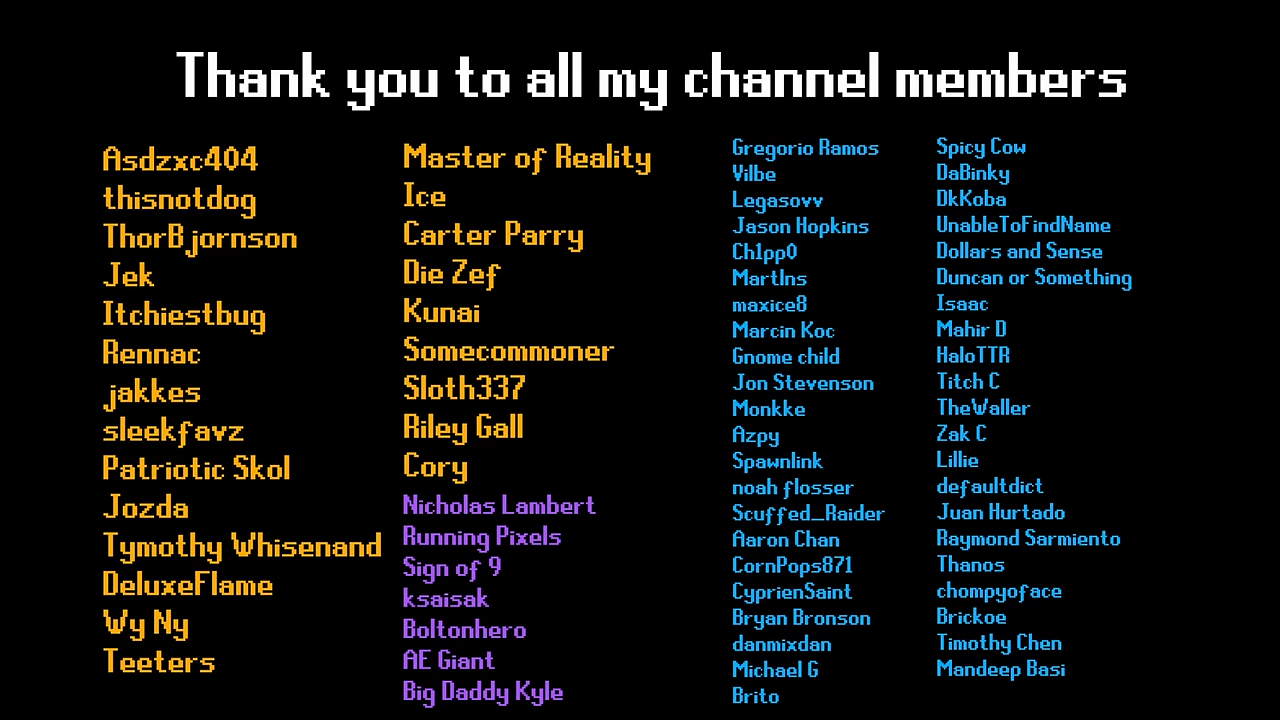 Thank you to all my channel members
Asdzxc404
thisnotdog
ThorBjornson
Jek
Itchiestbug
Rennac
jakkes
sleekfavz
Patriotic Skol
Jozda
Tymothy Whisenand
DeluxeFlame
Wy Ny
Teeters
Master of Reality
Ice
Carter Parry
Die Zef
Kunai
Somecommoner
Sloth337
Riley Gall
Cory
Nicholas Lambert
Running Pixels
Sign of 9
ksaisak
Boltonhero
AE Giant
Big Daddy Kyle
Gregorio Ramos
Vilbe
Legasovv
Jason Hopkins
Ch1pp0
MartIns
maxice8
Marcin Koc
Gnome child
Jon Stevenson
Monkke
Azpy
Spawnlink
noah flosser
Scuffed_Raider
Aaron Chan
CornPops871
CyprienSaint
Bryan Bronson
danmixdan
Michael G
Brito
Spicy Cow
DaBinky
DkKoba
UnableToFindName
Dollars and Sense
Duncan or Something
Isaac
Mahir D
HaloTTR
Titch C
TheWaller
Zak C
Lillie
defaultdict
Juan Hurtado
Raymond Sarmiento
Thanos
chompyoface
Brickoe
Timothy Chen
Mandeep Basi